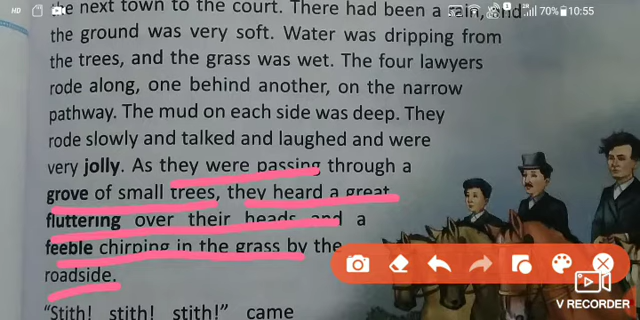 HD
70% 10:55
the next town to the court. There had been a rain, and
the ground was very soft. Water was dripping from
the trees, and the grass was wet. The four lawyers
rode along, one behind another, on the narrow
pathway. The mud on each side was deep. They
rode slowly and talked and laughed and were
very jolly. As they were passing through a
grove of small trees, they heard a great
fluttering over their heads and a
feeble chirping in the grass by the
roadside.
"Stith! stith! stith!" came
V RECORDER